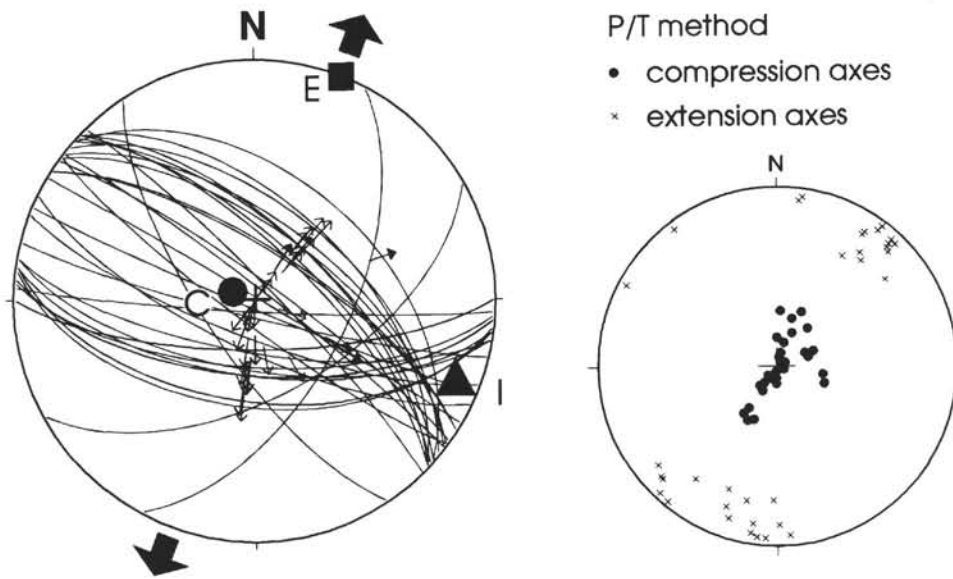 N
E
C
I
P/T method
compression axes
extension axes
N